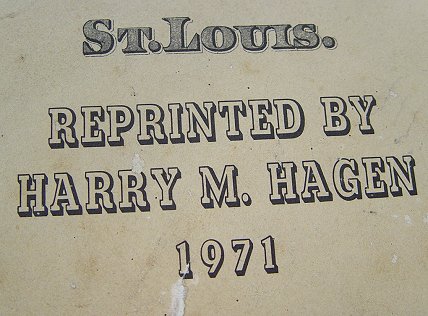 ST. LOUIS.
REPRINTED BY
HARRY M. HAGEN
1971